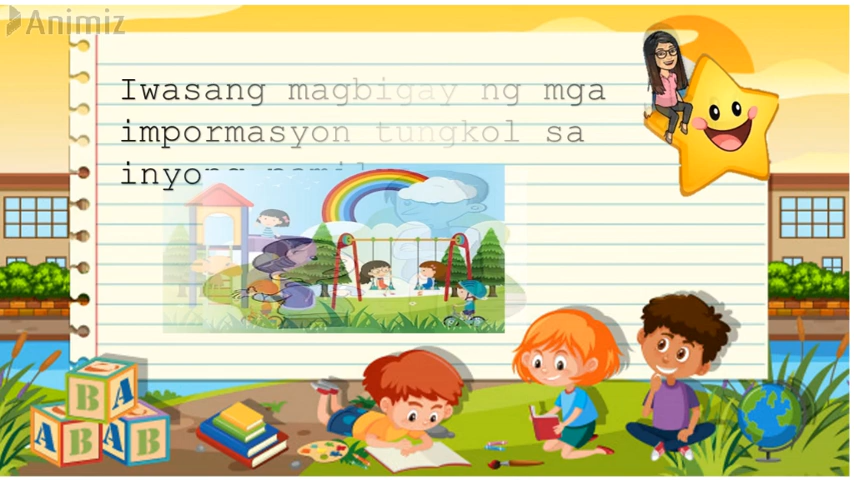 Animiz
Iwasang magbigay ng mga
impormasyon tungkol sa
inyong
B A
A B A B